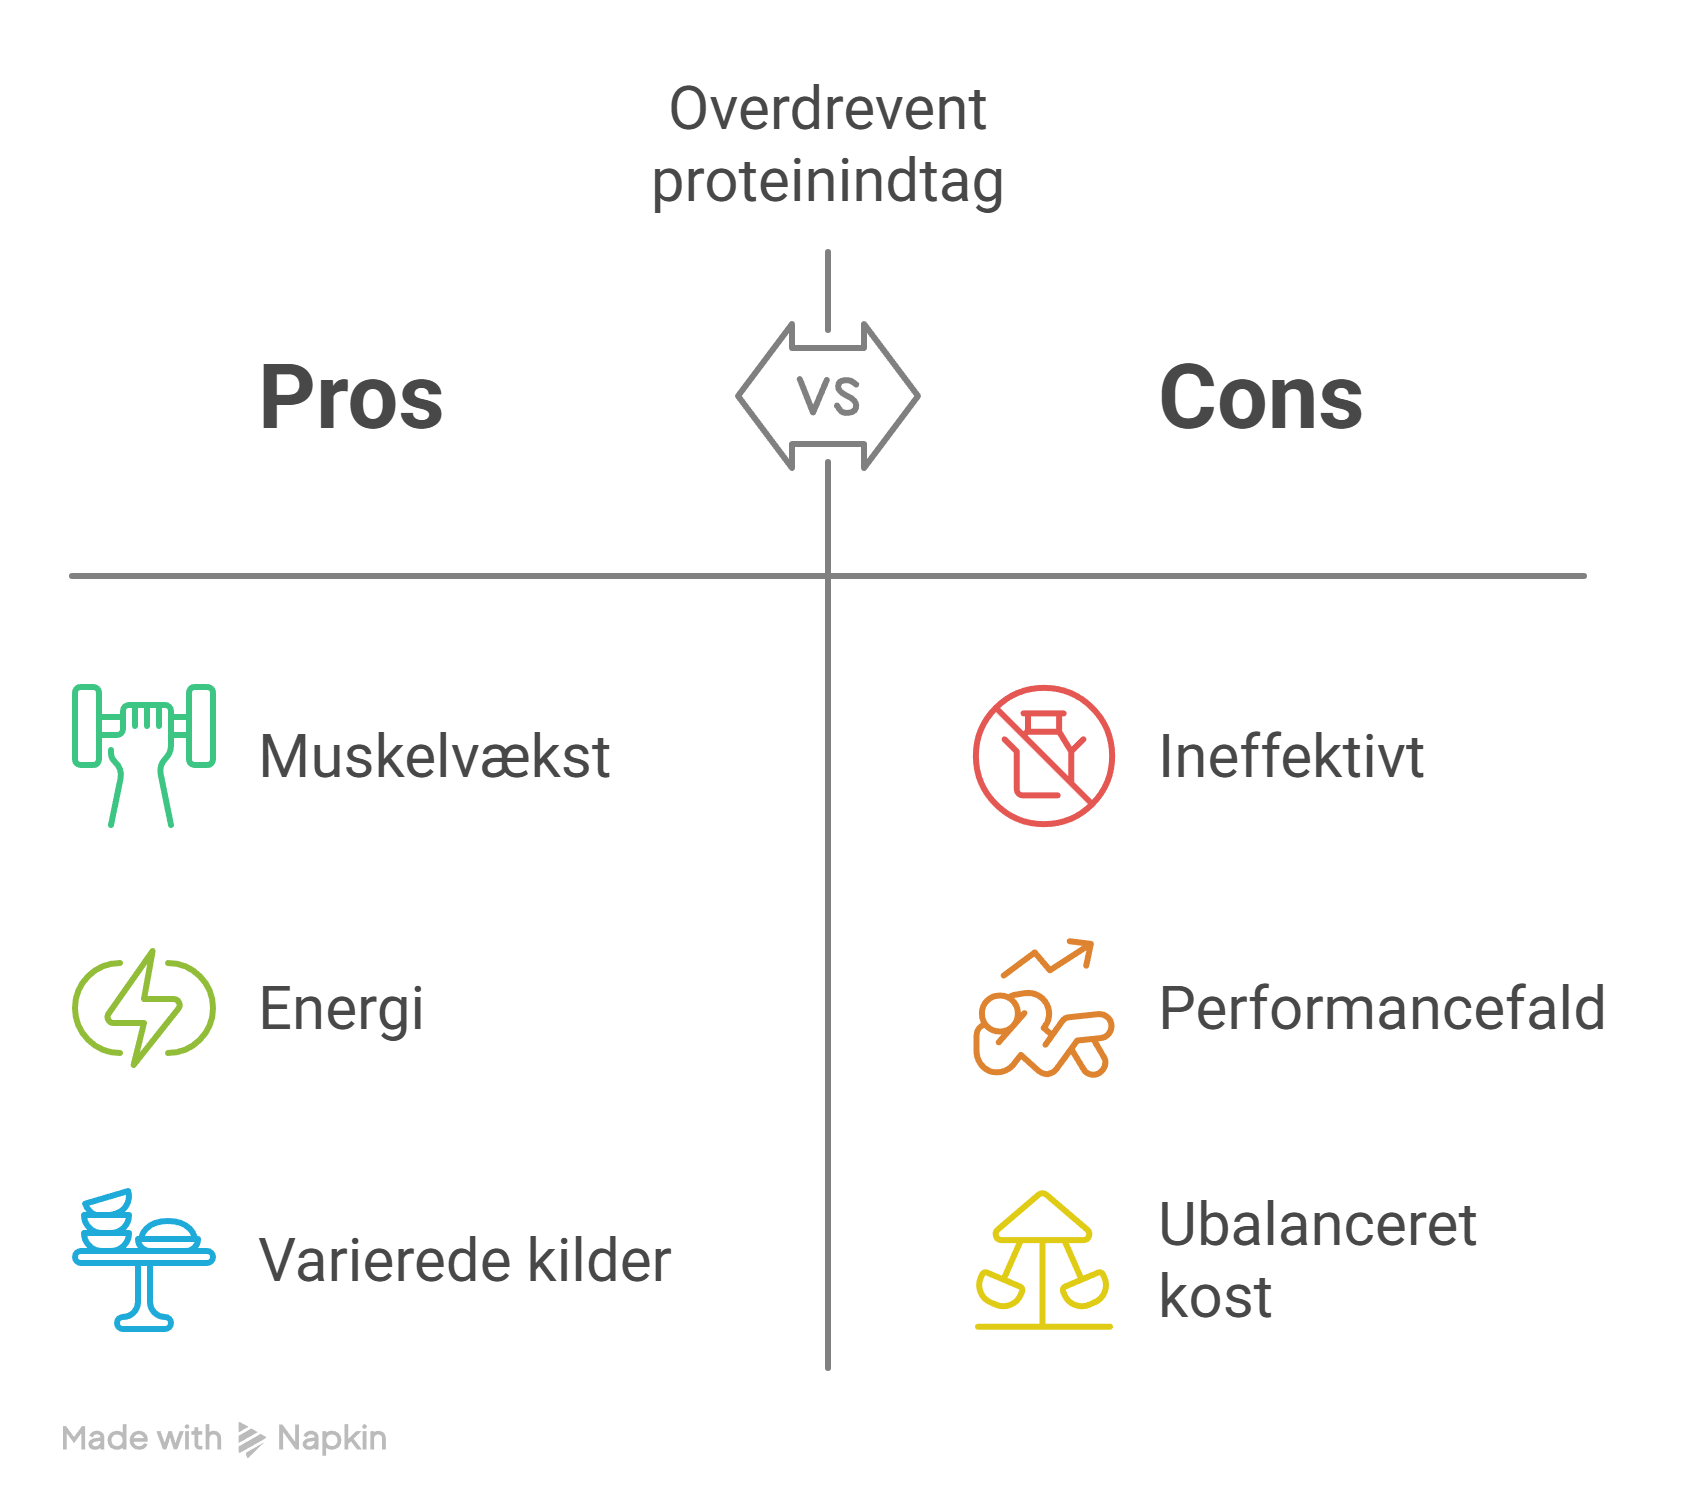 Overdrevent
proteinindtag
Pros
VS
Cons
Muskelvækst
Ineffektivt
Energi
Performancefald
Varierede kilder
Ubalanceret
kost
Made with Napkin